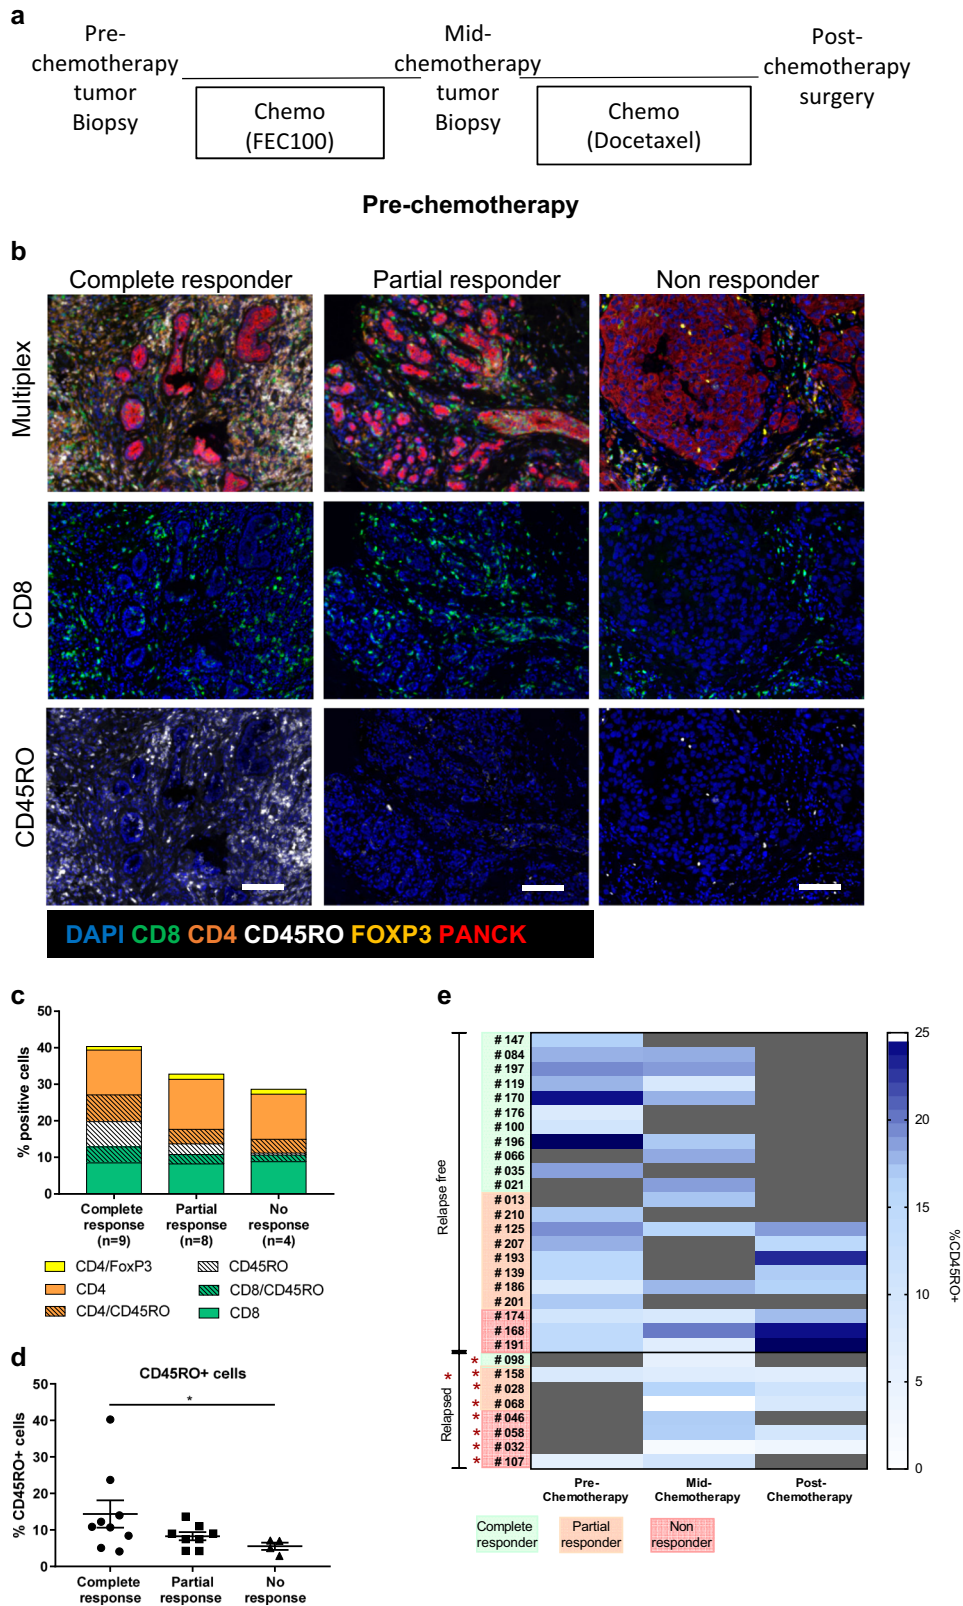 a
Pre-
chemotherapy
tumor
Biopsy
Chemo
(FEC100)
Mid-
chemotherapy
tumor
Biopsy
Chemo
(Docetaxel)
Post-
chemotherapy
surgery
Pre-chemotherapy
b
Complete responder
Partial responder
Non responder
Multiplex
CD8
CD45RO
DAPI CD8 CD4 CD45RO FOXP3 PANCK
c
% positive cells
50
40
30
20
10
0
Complete
response
(n=9)
Partial
response
(n=8)
No
response
(n=4)
CD4/FoxP3
CD4
CD4/CD45RO
CD45RO
CD8/CD45RO
CD8
d
CD45RO+ cells
% CD45RO+ cells
50
40
30
20
10
0
*
Complete
response
Partial
response
No
response
e
Relapse free
Relapsed
# 147
# 084
# 197
# 119
# 170
# 176
# 100
# 196
# 066
# 035
# 021
# 013
# 210
# 125
# 207
# 193
# 139
# 186
# 201
# 174
# 168
# 191
* # 098
* # 158
* # 028
* # 068
* # 046
* # 058
* # 032
* # 107
*
Pre-
Chemotherapy
Mid-
Chemotherapy
Post-
Chemotherapy
25
20
15
10
5
0
%CD45RO+
Complete
responder
Partial
responder
Non
responder